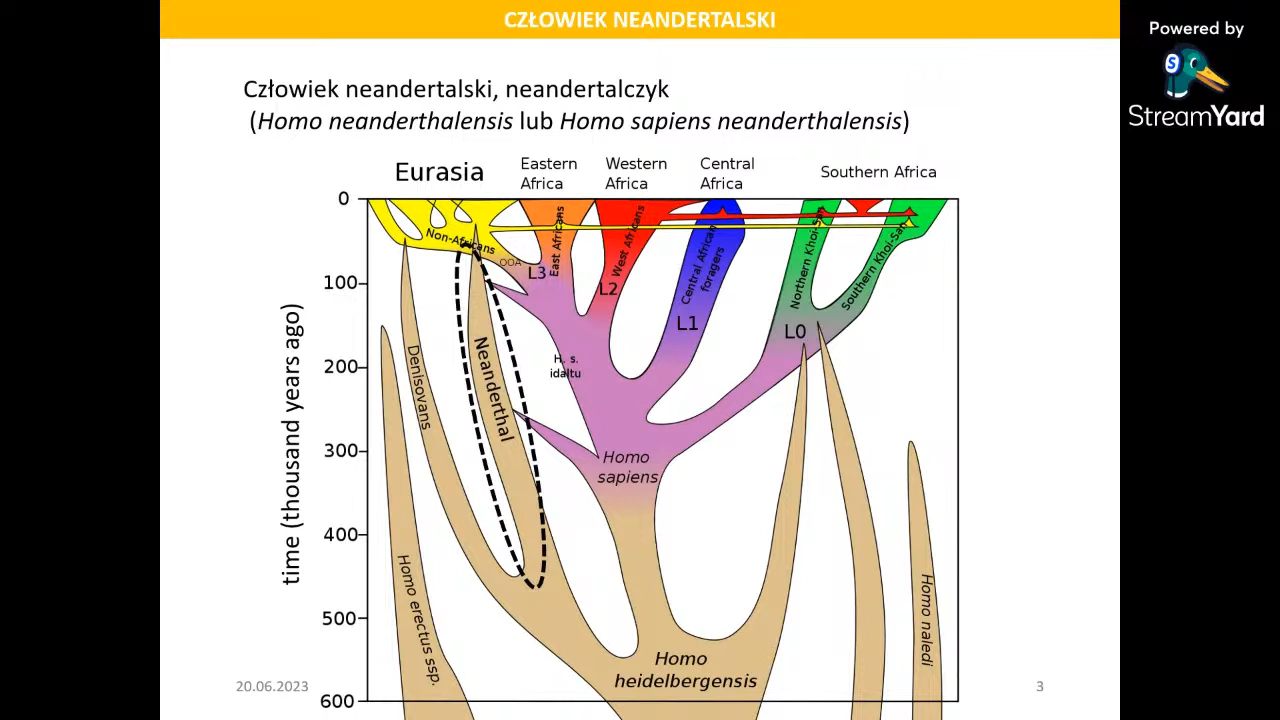 CZŁOWIEK NEANDERTALSKI
Powered by
StreamYard
Człowiek neandertalski, neandertalczyk
(Homo neanderthalensis lub Homo sapiens neanderthalensis)
Eurasia
Eastern
Africa
Western
Africa
Central
Africa
Southern Africa
time (thousand years ago)
0
100
200
300
400
500
600
Non-Africans
OOA
L3
East Africans
L2
West Africans
L1
Central African
foragers
L0
Northern Khoi-San
Southern Khoi-San
H. s.
idaltu
Denisovans
Neanderthal
Homo
sapiens
Homo erectus ssp.
Homo
heidelbergensis
Homo naledi
20.06.2023
3